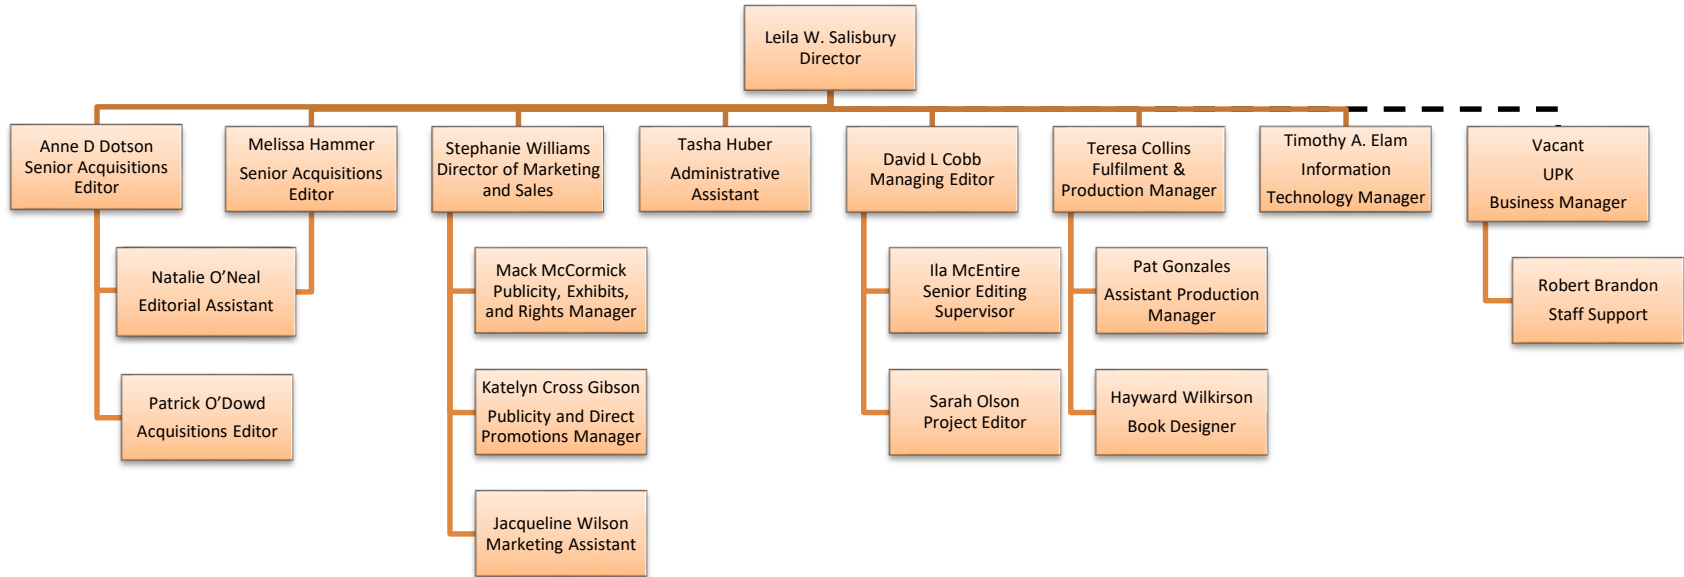 Leila W. Salisbury
Director
Anne D Dotson
Senior Acquisitions
Editor
Melissa Hammer
Senior Acquisitions
Editor
Stephanie Williams
Director of Marketing
and Sales
Tasha Huber
Administrative
Assistant
David L Cobb
Managing Editor
Teresa Collins
Fulfilment &
Production Manager
Timothy A. Elam
Information
Technology Manager
Vacant
UPK
Business Manager
Natalie O’Neal
Editorial Assistant
Mack McCormick
Publicity, Exhibits,
and Rights Manager
Ila McEntire
Senior Editing
Supervisor
Pat Gonzales
Assistant Production
Manager
Robert Brandon
Staff Support
Patrick O’Dowd
Acquisitions Editor
Katelyn Cross Gibson
Publicity and Direct
Promotions Manager
Sarah Olson
Project Editor
Hayward Wilkirson
Book Designer
Jacqueline Wilson
Marketing Assistant